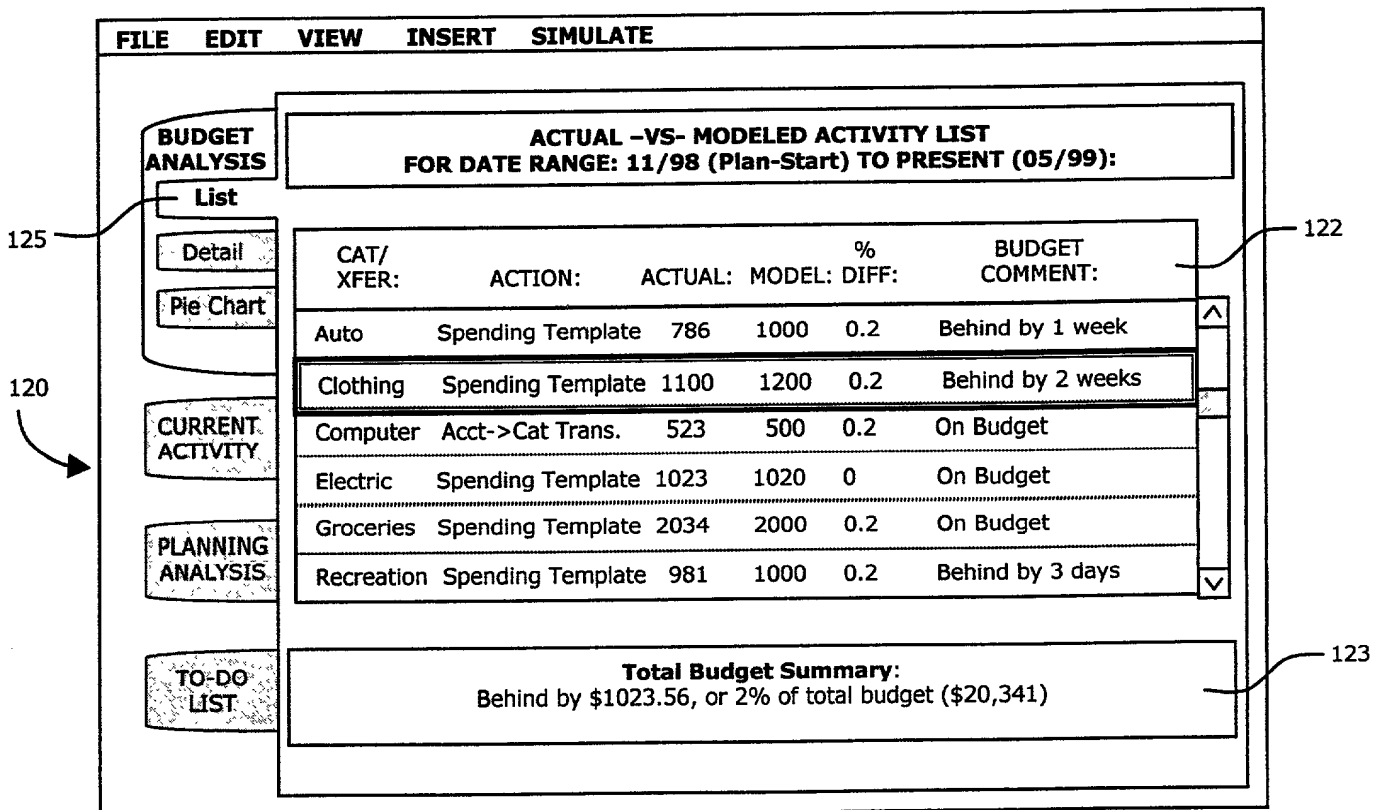 FILE EDIT VIEW INSERT SIMULATE
BUDGET
ANALYSIS
List
Detail
Pie Chart
CURRENT
ACTIVITY
PLANNING
ANALYSIS
TO-DO
LIST
125
120
ACTUAL –VS- MODELED ACTIVITY LIST
FOR DATE RANGE: 11/98 (Plan-Start) TO PRESENT (05/99):
122
CAT/ % BUDGET
XFER: ACTION: ACTUAL: MODEL: DIFF: COMMENT:
Auto Spending Template 786 1000 0.2 Behind by 1 week
Clothing Spending Template 1100 1200 0.2 Behind by 2 weeks
Computer Acct->Cat Trans. 523 500 0.2 On Budget
Electric Spending Template 1023 1020 0 On Budget
Groceries Spending Template 2034 2000 0.2 On Budget
Recreation Spending Template 981 1000 0.2 Behind by 3 days
Total Budget Summary:
Behind by $1023.56, or 2% of total budget ($20,341)
123